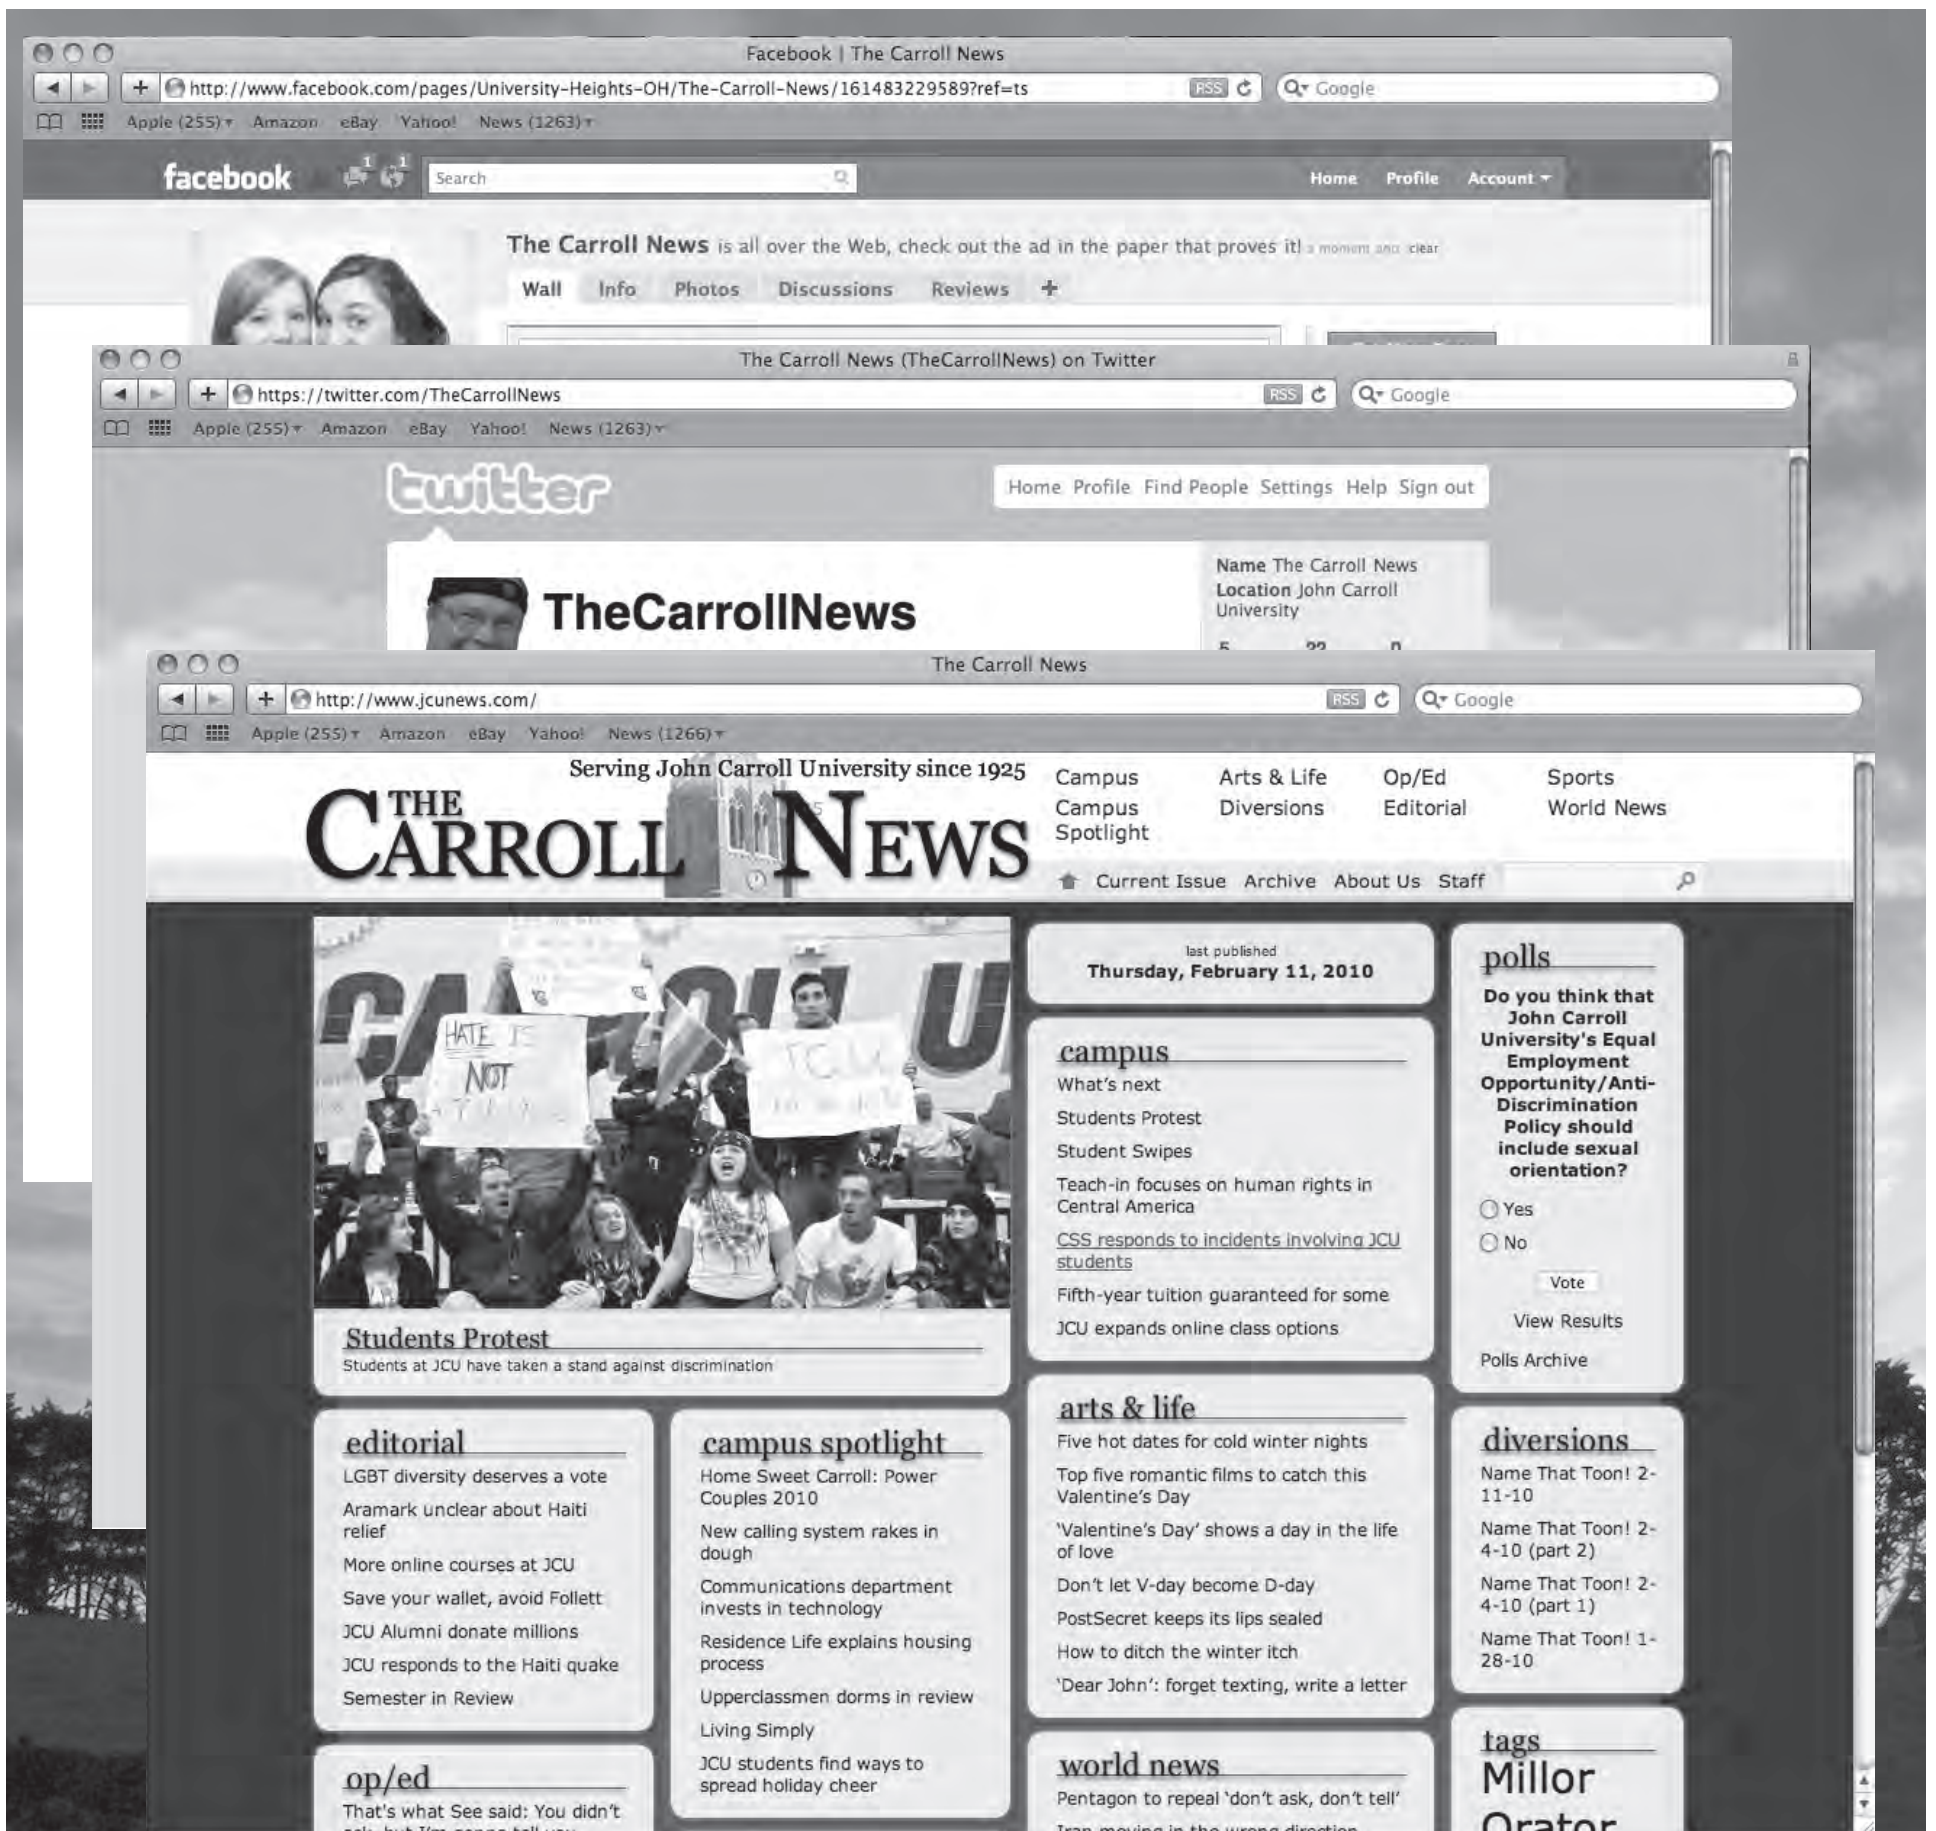 Facebook | The Carroll News
http://www.facebook.com/pages/University-Heights-OH/The-Carroll-News/161483229589?ref=ts
RSS
Google
Apple (255) Amazon eBay Yahoo! News (1263)
facebook
1
1
Search
Home Profile Account
The Carroll News is all over the Web, check out the ad in the paper that proves it! a moment ago clear
Wall Info Photos Discussions Reviews +
The Carroll News (TheCarrollNews) on Twitter
https://twitter.com/TheCarrollNews
RSS
Google
Apple (255) Amazon eBay Yahoo! News (1263)
twitter
Home Profile Find People Settings Help Sign out
TheCarrollNews
Name The Carroll News
Location John Carroll
University
The Carroll News
http://www.jcunews.com/
RSS
Google
Apple (255) Amazon eBay Yahoo! News (1266)
Serving John Carroll University since 1925
THE CARROLL NEWS
Campus Arts & Life Op/Ed Sports
Campus Diversions Editorial World News
Spotlight
Current Issue Archive About Us Staff
HATE IS
NOT
JCU
Students Protest
Students at JCU have taken a stand against discrimination
editorial
LGBT diversity deserves a vote
Aramark unclear about Haiti
relief
More online courses at JCU
Save your wallet, avoid Follett
JCU Alumni donate millions
JCU responds to the Haiti quake
Semester in Review
op/ed
That's what See said: You didn't
campus spotlight
Home Sweet Carroll: Power
Couples 2010
New calling system rakes in
dough
Communications department
invests in technology
Residence Life explains housing
process
Upperclassmen dorms in review
Living Simply
JCU students find ways to
spread holiday cheer
last published
Thursday, February 11, 2010
campus
What's next
Students Protest
Student Swipes
Teach-in focuses on human rights in
Central America
CSS responds to incidents involving JCU
students
Fifth-year tuition guaranteed for some
JCU expands online class options
arts & life
Five hot dates for cold winter nights
Top five romantic films to catch this
Valentine's Day
'Valentine's Day' shows a day in the life
of love
Don't let V-day become D-day
PostSecret keeps its lips sealed
How to ditch the winter itch
'Dear John': forget texting, write a letter
world news
Pentagon to repeal 'don't ask, don't tell'
Iran moving in the wrong direction
polls
Do you think that
John Carroll
University's Equal
Employment
Opportunity/Anti-
Discrimination
Policy should
include sexual
orientation?
Yes
No
Vote
View Results
Polls Archive
diversions
Name That Toon! 2-
11-10
Name That Toon! 2-
4-10 (part 2)
Name That Toon! 2-
4-10 (part 1)
Name That Toon! 1-
28-10
tags
Millor
Orator